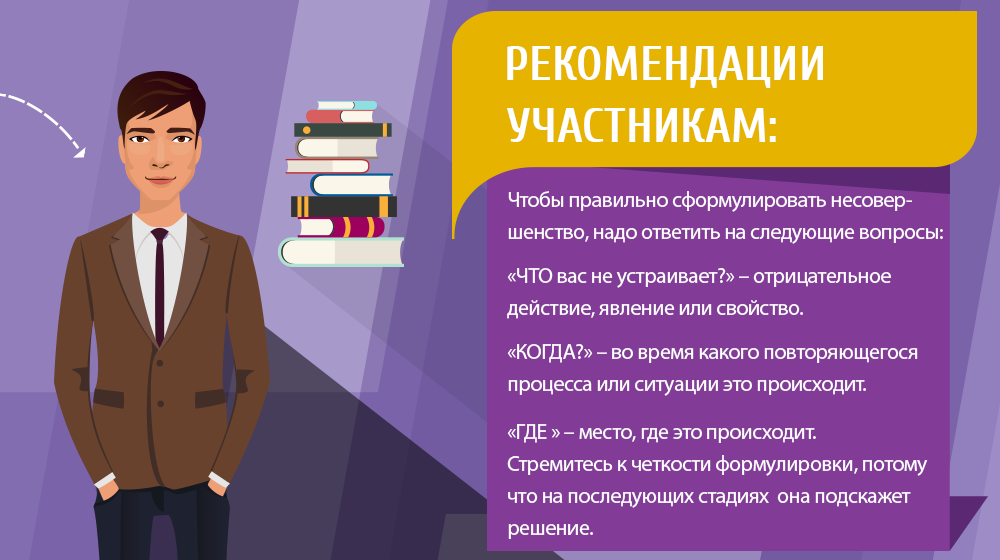 РЕКОМЕНДАЦИИ
УЧАСТНИКАМ:
Чтобы правильно сформулировать несовер-
шенство, надо ответить на следующие вопросы:
«ЧТО вас не устраивает?» – отрицательное
действие, явление или свойство.
«КОГДА?» – во время какого повторяющегося
процесса или ситуации это происходит.
«ГДЕ » – место, где это происходит.
Стремитесь к четкости формулировки, потому
что на последующих стадиях  она подскажет
решение.